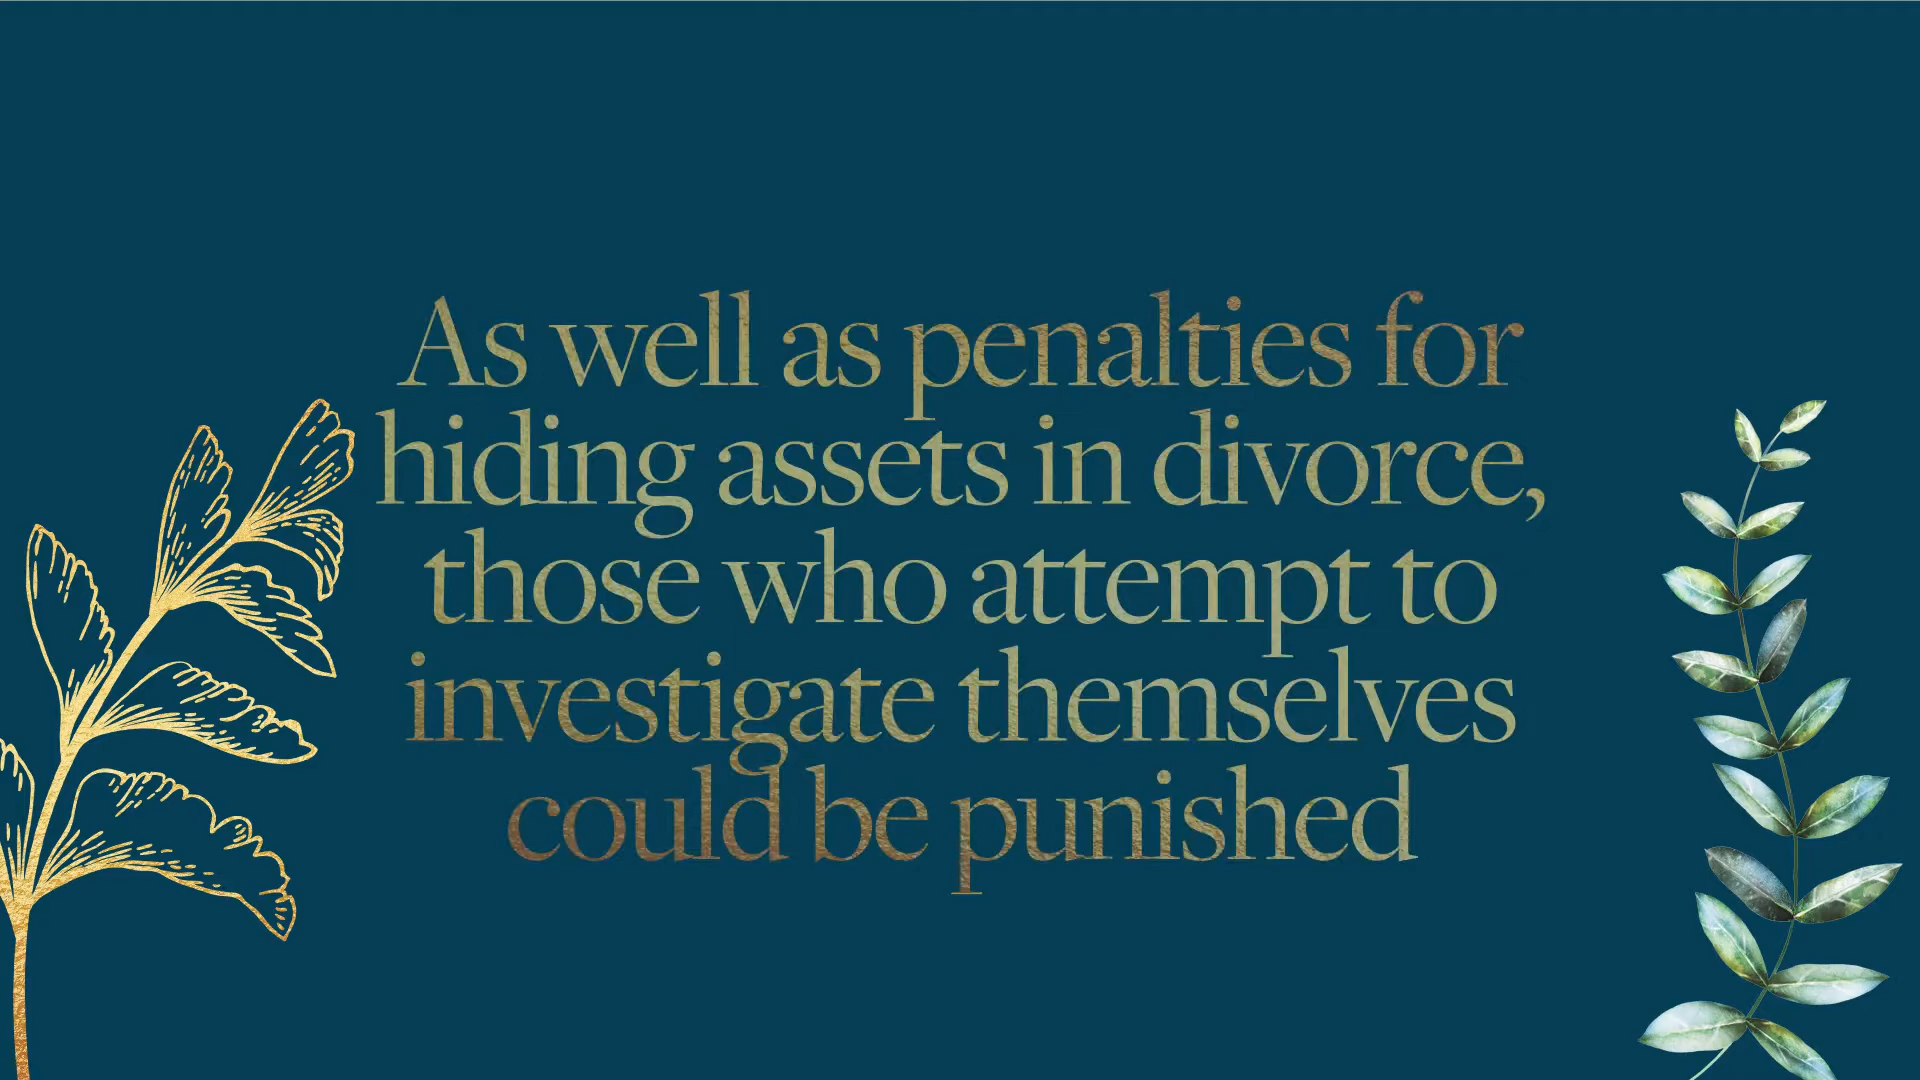 As well as penalties for
hiding assets in divorce,
those who attempt to
investigate themselves
could be punished